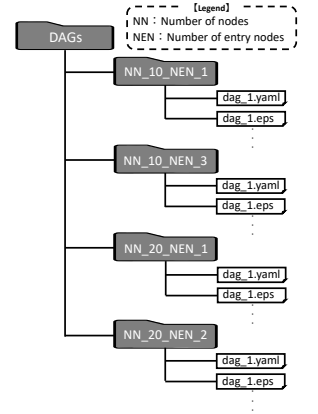 【Legend】
NN : Number of nodes
NEN : Number of entry nodes
DAGs
NN_10_NEN_1
dag_1.yaml
dag_1.eps
NN_10_NEN_3
dag_1.yaml
dag_1.eps
NN_20_NEN_1
dag_1.yaml
dag_1.eps
NN_20_NEN_2
dag_1.yaml
dag_1.eps